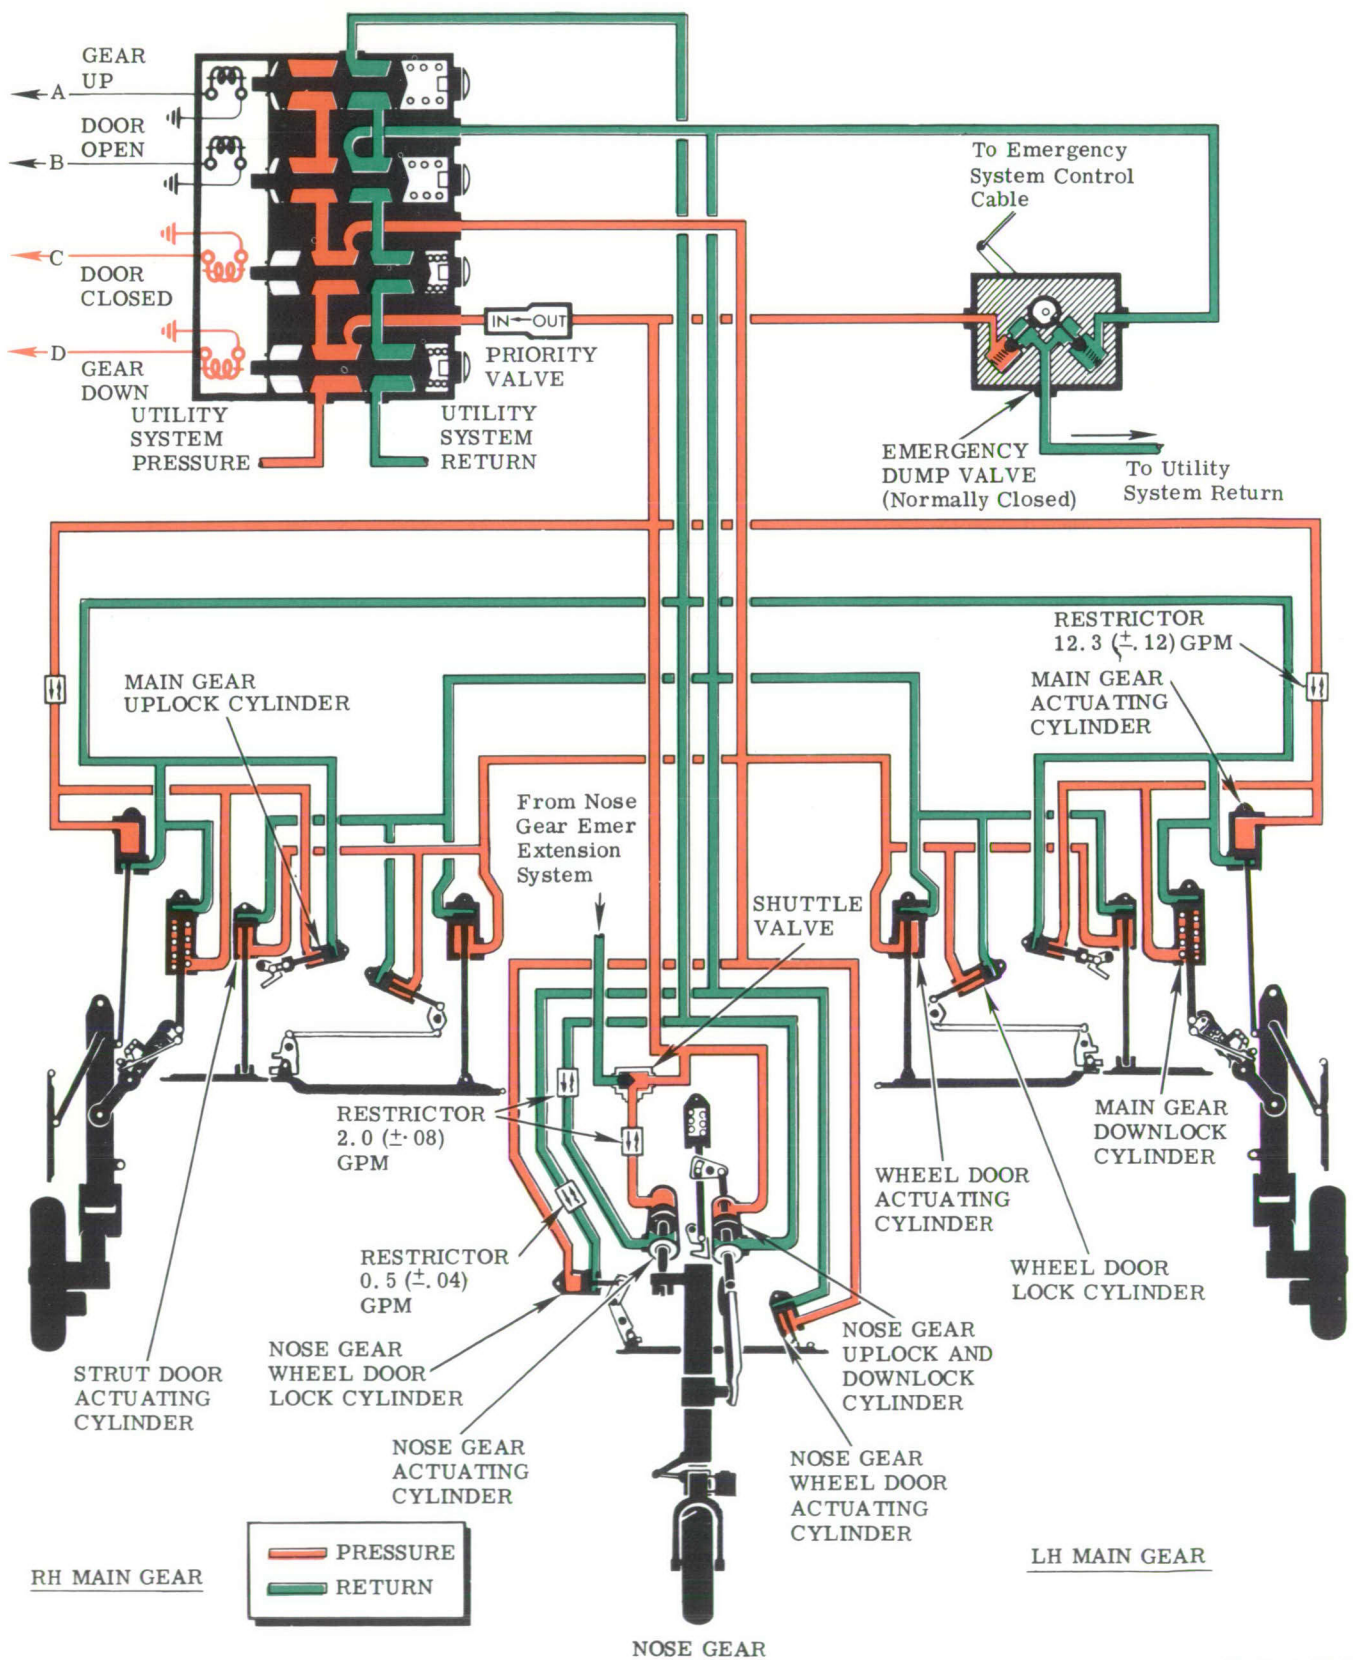 GEAR
UP
A
DOOR
OPEN
B
C
DOOR
CLOSED
D
GEAR
DOWN
UTILITY
SYSTEM
PRESSURE
UTILITY
SYSTEM
RETURN
IN
OUT
PRIORITY
VALVE
To Emergency
System Control
Cable
EMERGENCY
DUMP VALVE
(Normally Closed)
To Utility
System Return
RESTRICTOR
12.3 (±.12) GPM
MAIN GEAR
ACTUATING
CYLINDER
MAIN GEAR
UPLOCK CYLINDER
From Nose
Gear Emer
Extension
System
SHUTTLE
VALVE
RESTRICTOR
2.0 (±.08)
GPM
MAIN GEAR
DOWNLOCK
CYLINDER
WHEEL DOOR
ACTUATING
CYLINDER
WHEEL DOOR
LOCK CYLINDER
RESTRICTOR
0.5 (±.04)
GPM
NOSE GEAR
WHEEL DOOR
LOCK CYLINDER
NOSE GEAR
UPLOCK AND
DOWNLOCK
CYLINDER
STRUT DOOR
ACTUATING
CYLINDER
NOSE GEAR
ACTUATING
CYLINDER
NOSE GEAR
WHEEL DOOR
ACTUATING
CYLINDER
PRESSURE
RETURN
RH MAIN GEAR
LH MAIN GEAR
NOSE GEAR